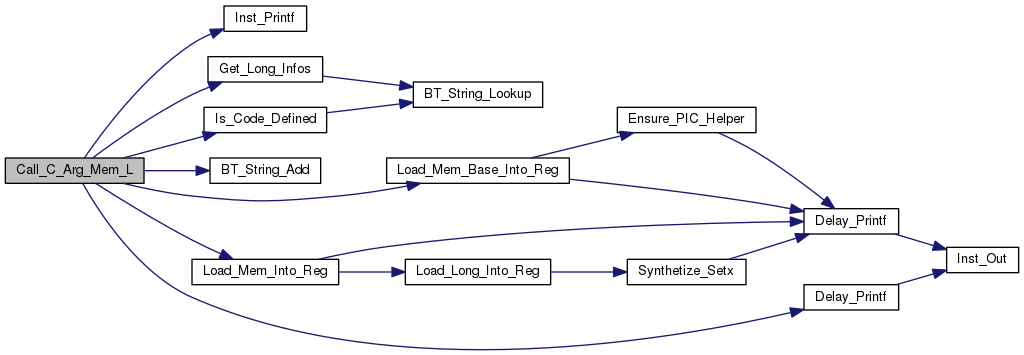 Inst_Printf
Get_Long_Infos
BT_String_Lookup
Is_Code_Defined
Ensure_PIC_Helper
Call_C_Arg_Mem_L
BT_String_Add
Load_Mem_Base_Into_Reg
Delay_Printf
Load_Mem_Into_Reg
Load_Long_Into_Reg
Synthetize_Setx
Inst_Out
Delay_Printf